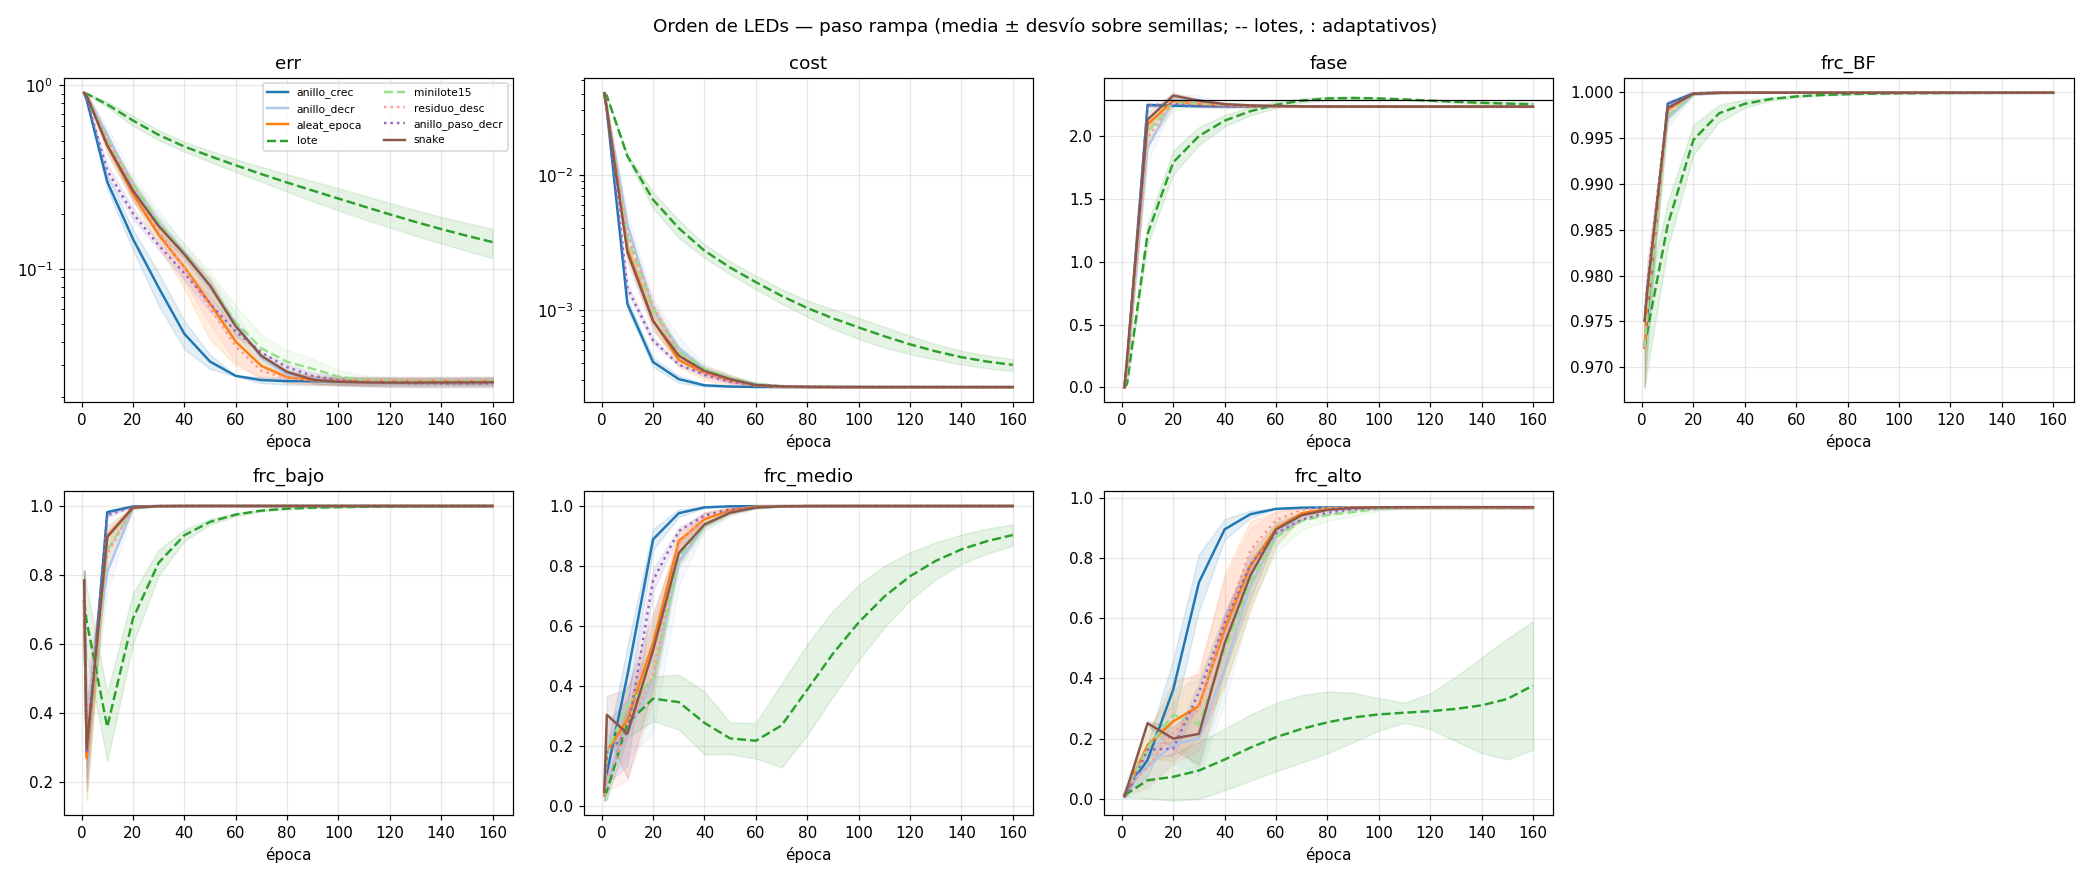 Orden de LEDs — paso rampa (media ± desvío sobre semillas; -- lotes, : adaptativos)
err
10⁰
10⁻¹
0 20 40 60 80 100 120 140 160
época
anillo_crec
anillo_decr
aleat_epoca
lote
minilote15
residuo_desc
anillo_paso_decr
snake
cost
10⁻²
10⁻³
0 20 40 60 80 100 120 140 160
época
fase
2.0
1.5
1.0
0.5
0.0
0 20 40 60 80 100 120 140 160
época
frc_BF
1.000
0.995
0.990
0.985
0.980
0.975
0.970
0 20 40 60 80 100 120 140 160
época
frc_bajo
1.0
0.8
0.6
0.4
0.2
0 20 40 60 80 100 120 140 160
época
frc_medio
1.0
0.8
0.6
0.4
0.2
0.0
0 20 40 60 80 100 120 140 160
época
frc_alto
1.0
0.8
0.6
0.4
0.2
0.0
0 20 40 60 80 100 120 140 160
época